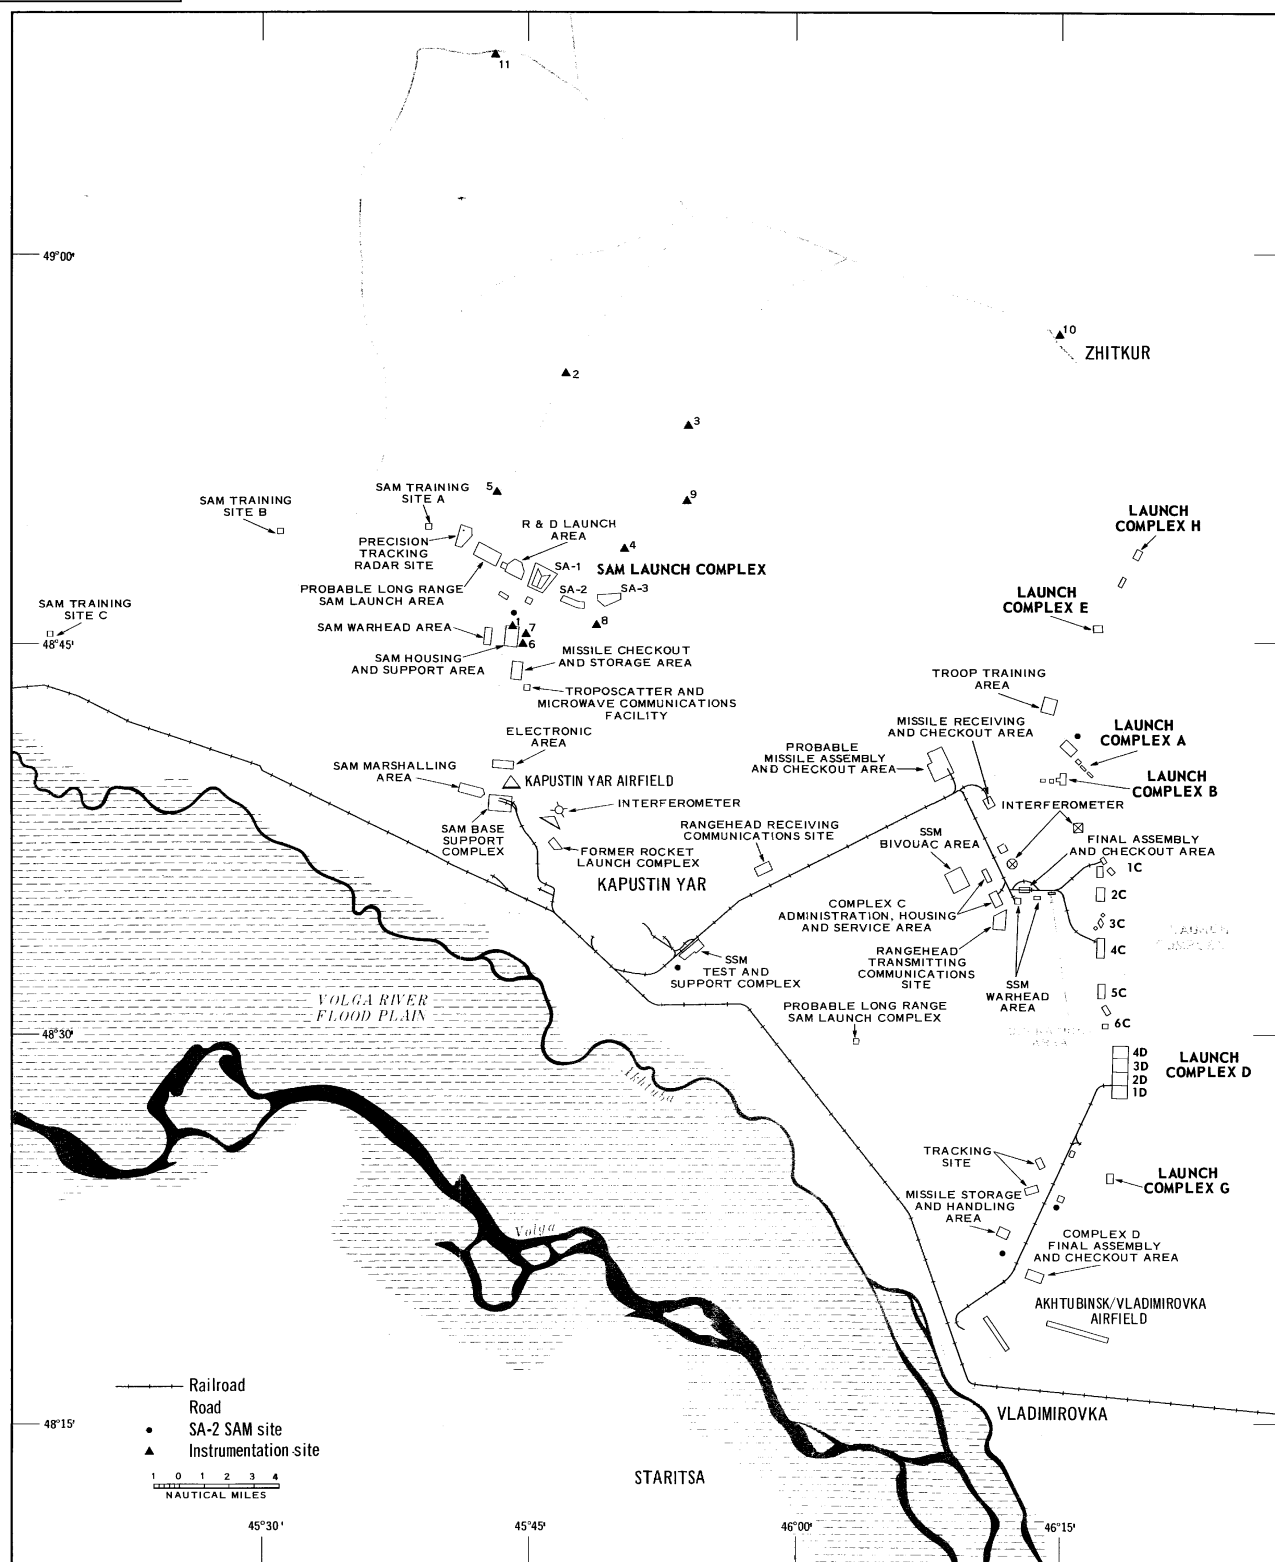 11
49°00'
10
ZHITKUR
2
3
5
9
SAM TRAINING
SITE A
SAM TRAINING
SITE B
R & D LAUNCH
AREA
LAUNCH
COMPLEX H
PRECISION
TRACKING
RADAR SITE
4
SA-1
SAM LAUNCH COMPLEX
PROBABLE LONG RANGE
SAM LAUNCH AREA
SA-2
SA-3
LAUNCH
COMPLEX E
SAM TRAINING
SITE C
SAM WARHEAD AREA
1
7
8
6
48°45'
SAM HOUSING
AND SUPPORT AREA
MISSILE CHECKOUT
AND STORAGE AREA
TROPOSCATTER AND
MICROWAVE COMMUNICATIONS
FACILITY
TROOP TRAINING
AREA
MISSILE RECEIVING
AND CHECKOUT AREA
LAUNCH
COMPLEX A
ELECTRONIC
AREA
PROBABLE
MISSILE ASSEMBLY
AND CHECKOUT AREA
SAM MARSHALLING
AREA
KAPUSTIN YAR AIRFIELD
LAUNCH
COMPLEX B
INTERFEROMETER
INTERFEROMETER
SAM BASE
SUPPORT
COMPLEX
RANGEHEAD RECEIVING
COMMUNICATIONS SITE
SSM
BIVOUAC AREA
FINAL ASSEMBLY
AND CHECKOUT AREA
FORMER ROCKET
LAUNCH COMPLEX
1C
KAPUSTIN YAR
2C
COMPLEX C
ADMINISTRATION, HOUSING
AND SERVICE AREA
3C
LAUNCH
COMPLEX
4C
RANGEHEAD
TRANSMITTING
COMMUNICATIONS
SITE
SSM
TEST AND
SUPPORT COMPLEX
SSM
WARHEAD
AREA
5C
VOLGA RIVER
FLOOD PLAIN
PROBABLE LONG RANGE
SAM LAUNCH COMPLEX
6C
48°30'
4D
3D
2D
1D
LAUNCH
COMPLEX D
Akhtuba
TRACKING
SITE
LAUNCH
COMPLEX G
MISSILE STORAGE
AND HANDLING
AREA
Volga
COMPLEX D
FINAL ASSEMBLY
AND CHECKOUT AREA
AKHTUBINSK/VLADIMIROVKA
AIRFIELD
Railroad
Road
SA-2 SAM site
Instrumentation site
48°15'
VLADIMIROVKA
1 0 1 2 3 4
NAUTICAL MILES
STARITSA
45°30'
45°45'
46°00'
46°15'